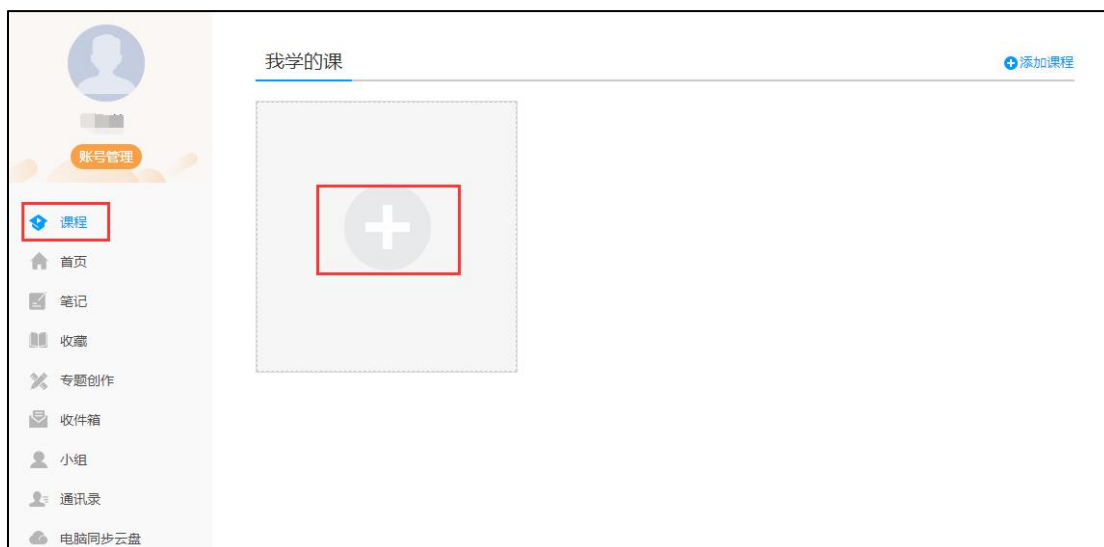 我学的课
添加课程
账号管理
课程
首页
笔记
收藏
专题创作
收件箱
小组
通讯录
电脑同步云盘